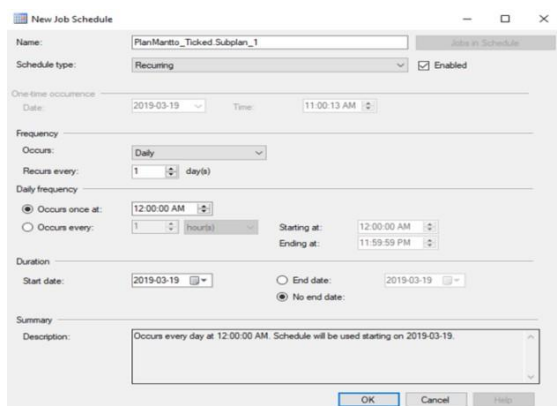 New Job Schedule
Name: PlanMantto_Ticked.Subplan_1 Jobs in Schedule
Schedule type: Recurring Enabled
One-time occurrence
Date: 2019-03-19 Time: 11:00:13 AM
Frequency
Occurs: Daily
Recurs every: 1 day(s)
Daily frequency
Occurs once at: 12:00:00 AM
Occurs every: 1 hour(s) Starting at: 12:00:00 AM
Ending at: 11:59:59 PM
Duration
Start date: 2019-03-19 End date: 2019-03-19
No end date:
Summary
Description: Occurs every day at 12:00:00 AM. Schedule will be used starting on 2019-03-19.
OK Cancel Help